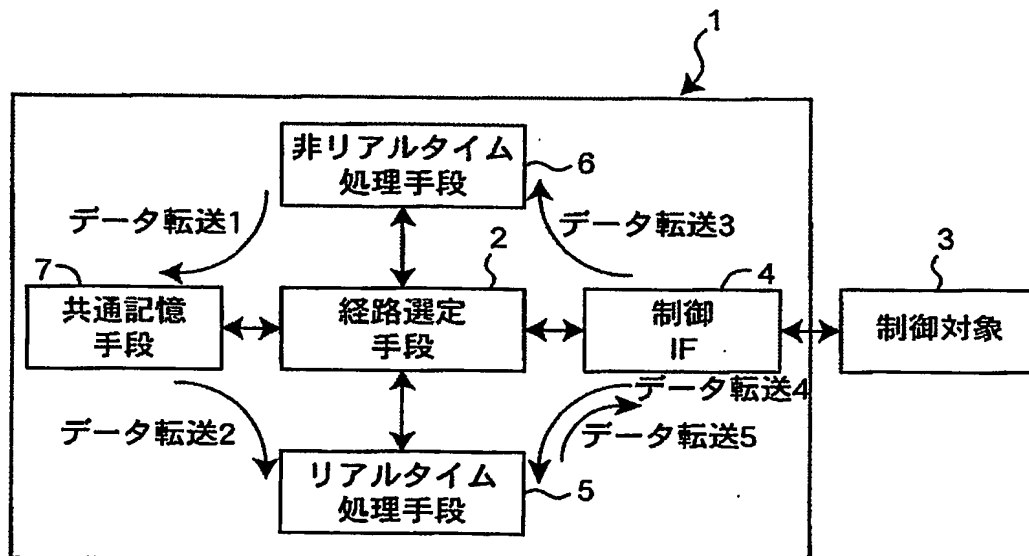 1
非リアルタイム
処理手段
6
データ転送1
データ転送3
7
2
4
3
共通記憶
手段
経路選定
手段
制御
IF
制御対象
データ転送4
データ転送2
データ転送5
リアルタイム
処理手段
5